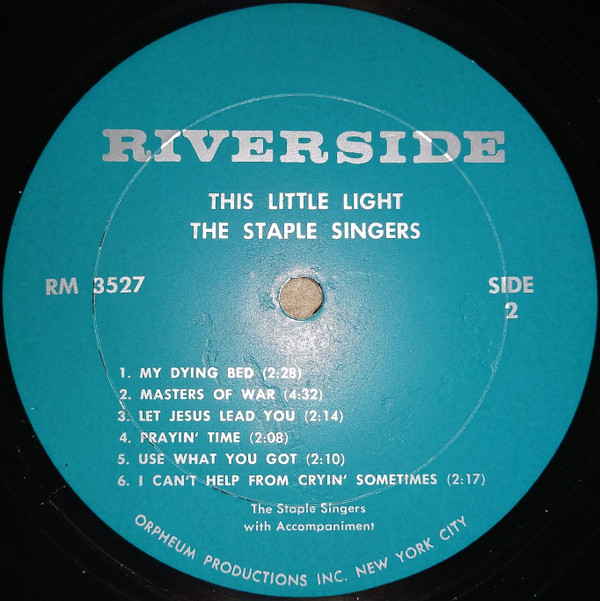 RIVERSIDE
THIS LITTLE LIGHT
THE STAPLE SINGERS
RM 3527
SIDE
2
1. MY DYING BED (2:28)
2. MASTERS OF WAR (4:32)
3. LET JESUS LEAD YOU (2:14)
4. PRAYIN' TIME (2:08)
5. USE WHAT YOU GOT (2:10)
6. I CAN'T HELP FROM CRYIN' SOMETIMES (2:17)
The Staple Singers
with Accompaniment
ORPHEUM PRODUCTIONS INC. NEW YORK CITY